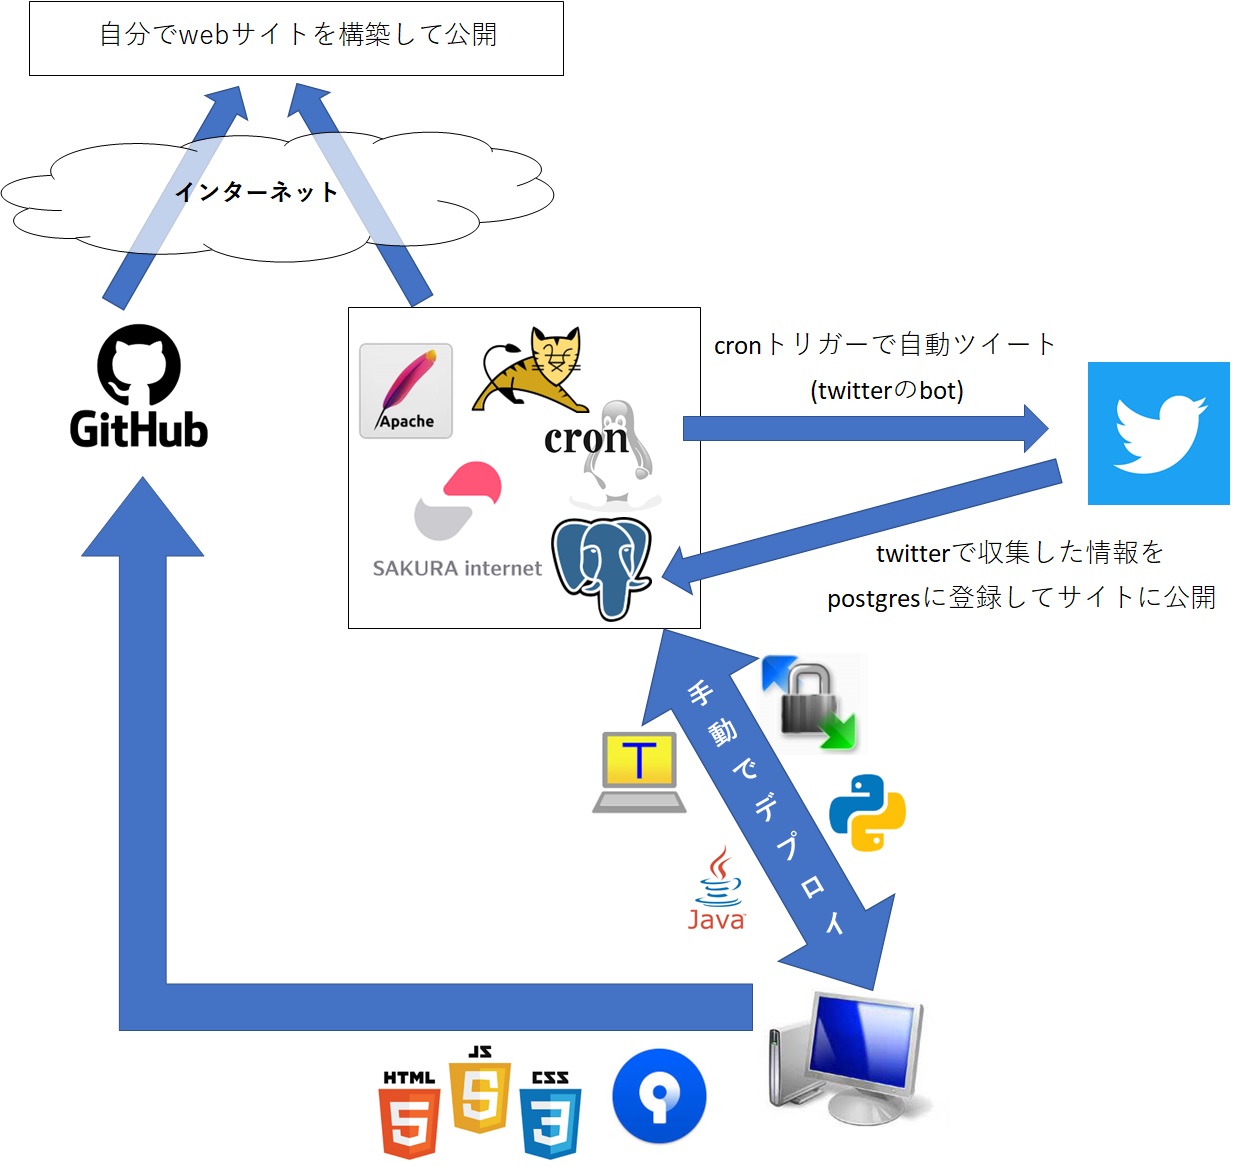 自分でwebサイトを構築して公開
インターネット
GitHub
Apache
cron
SAKURA internet
cronトリガーで自動ツイート
(twitterのbot)
twitterで収集した情報を
postgresに登録してサイトに公開
手動でデプロイ
T
Java
HTML
5
JS
5
CSS
3